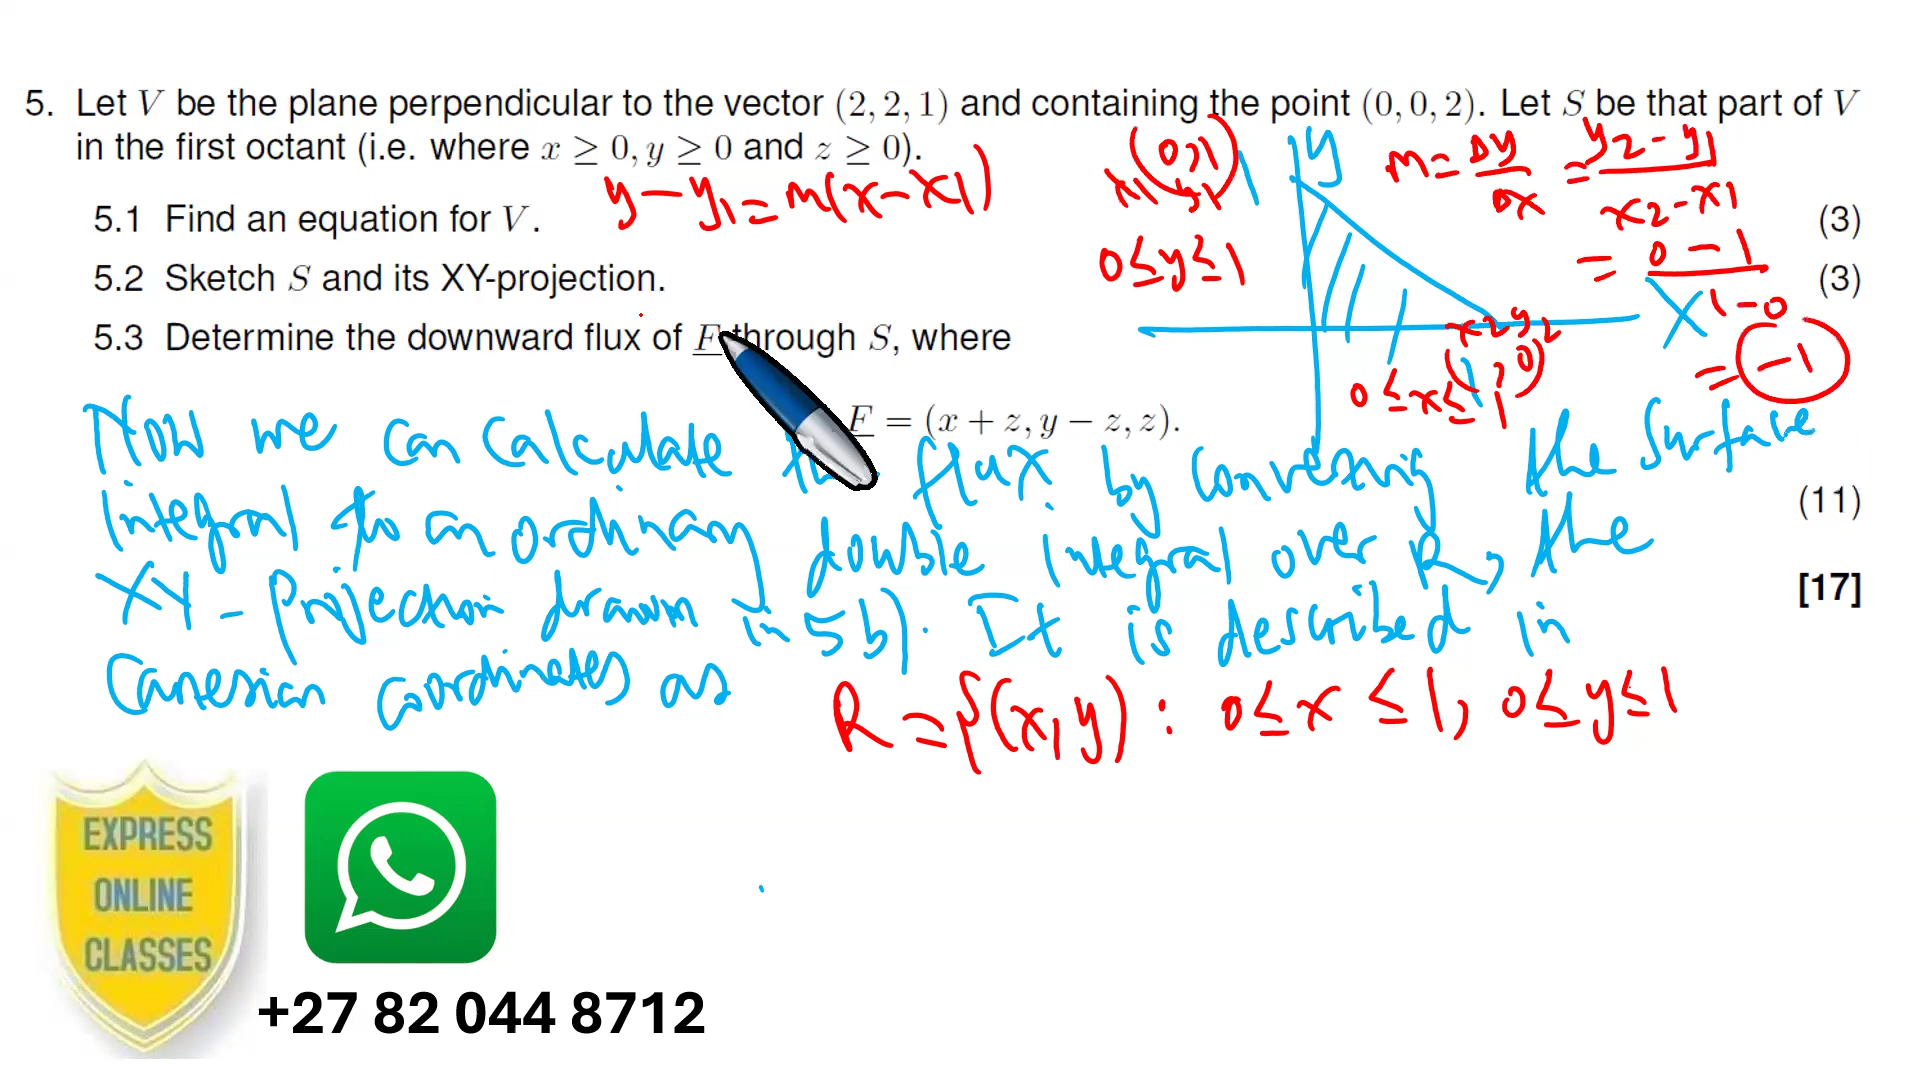 5. Let V be the plane perpendicular to the vector (2, 2, 1) and containing the point (0, 0, 2). Let S be that part of V
in the first octant (i.e. where x ≥ 0, y ≥ 0 and z ≥ 0).
5.1 Find an equation for V. (3)
5.2 Sketch S and its XY-projection. (3)
5.3 Determine the downward flux of F through S, where
F = (x + z, y − z, z).
(11)
[17]
y - y1 = m(x - x1)
(0,1)
x1 y1
1
y
m = Δy/Δx = y2 - y1/x2 - x1
= 0 - 1/1 - 0
= -1
0 ≤ y ≤ 1
x
x2 y2
(1, 0)
0 ≤ x ≤ 1
Now we can calculate flux by converting the surface
integral to an ordinary double integral over R, the
XY - Projection drawn in 5b). It is described in
Cartesian coordinates as
R = {(x, y) : 0 ≤ x ≤ 1, 0 ≤ y ≤ 1
EXPRESS
ONLINE
CLASSES
+27 82 044 8712